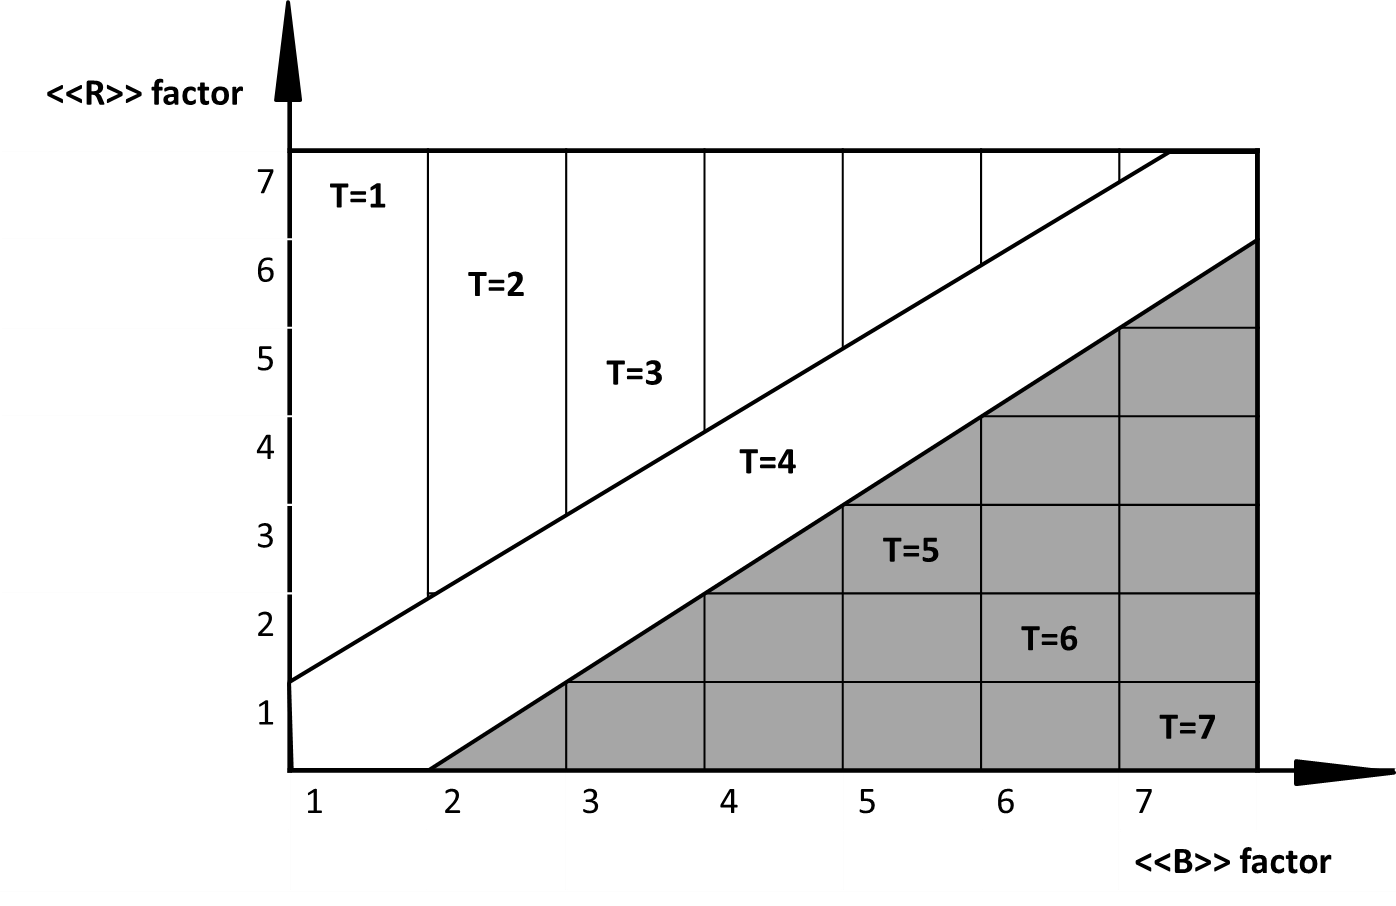 <<R>> factor
7
T=1
6
T=2
5
T=3
4
T=4
3
T=5
2
T=6
1
T=7
1 2 3 4 5 6 7
<<B>> factor